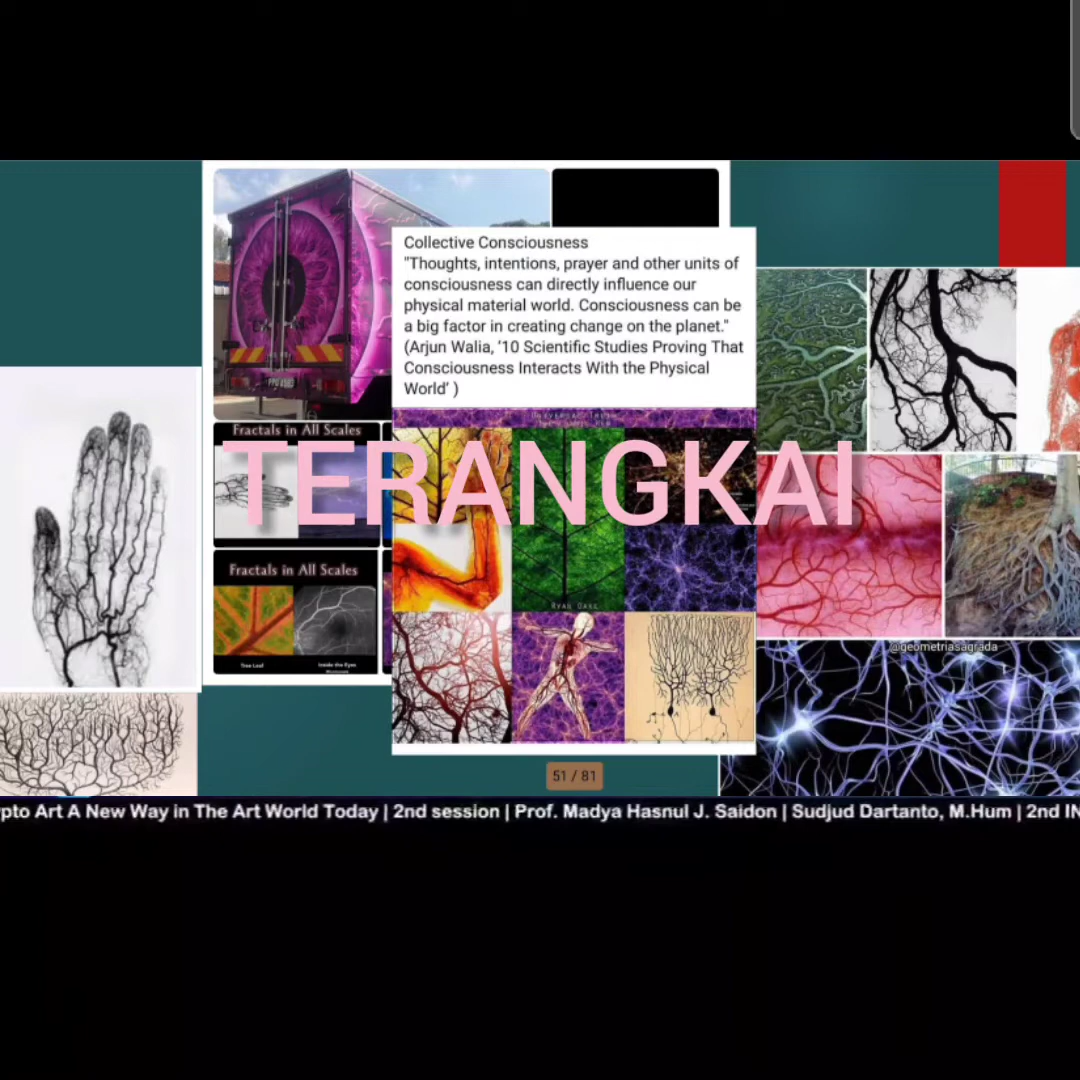 Collective Consciousness
"Thoughts, intentions, prayer and other units of
consciousness can directly influence our
physical material world. Consciousness can be
a big factor in creating change on the planet."
(Arjun Walia, '10 Scientific Studies Proving That
Consciousness Interacts With the Physical
World' )
Fractals in All Scales
TERANGKAI
Fractals in All Scales
Tree Leaf
Inside the Eyes
RYAN
@geometriasagrada
51 / 81
pto Art A New Way in The Art World Today | 2nd session | Prof. Madya Hasnul J. Saidon | Sudjud Dartanto, M.Hum | 2nd IN